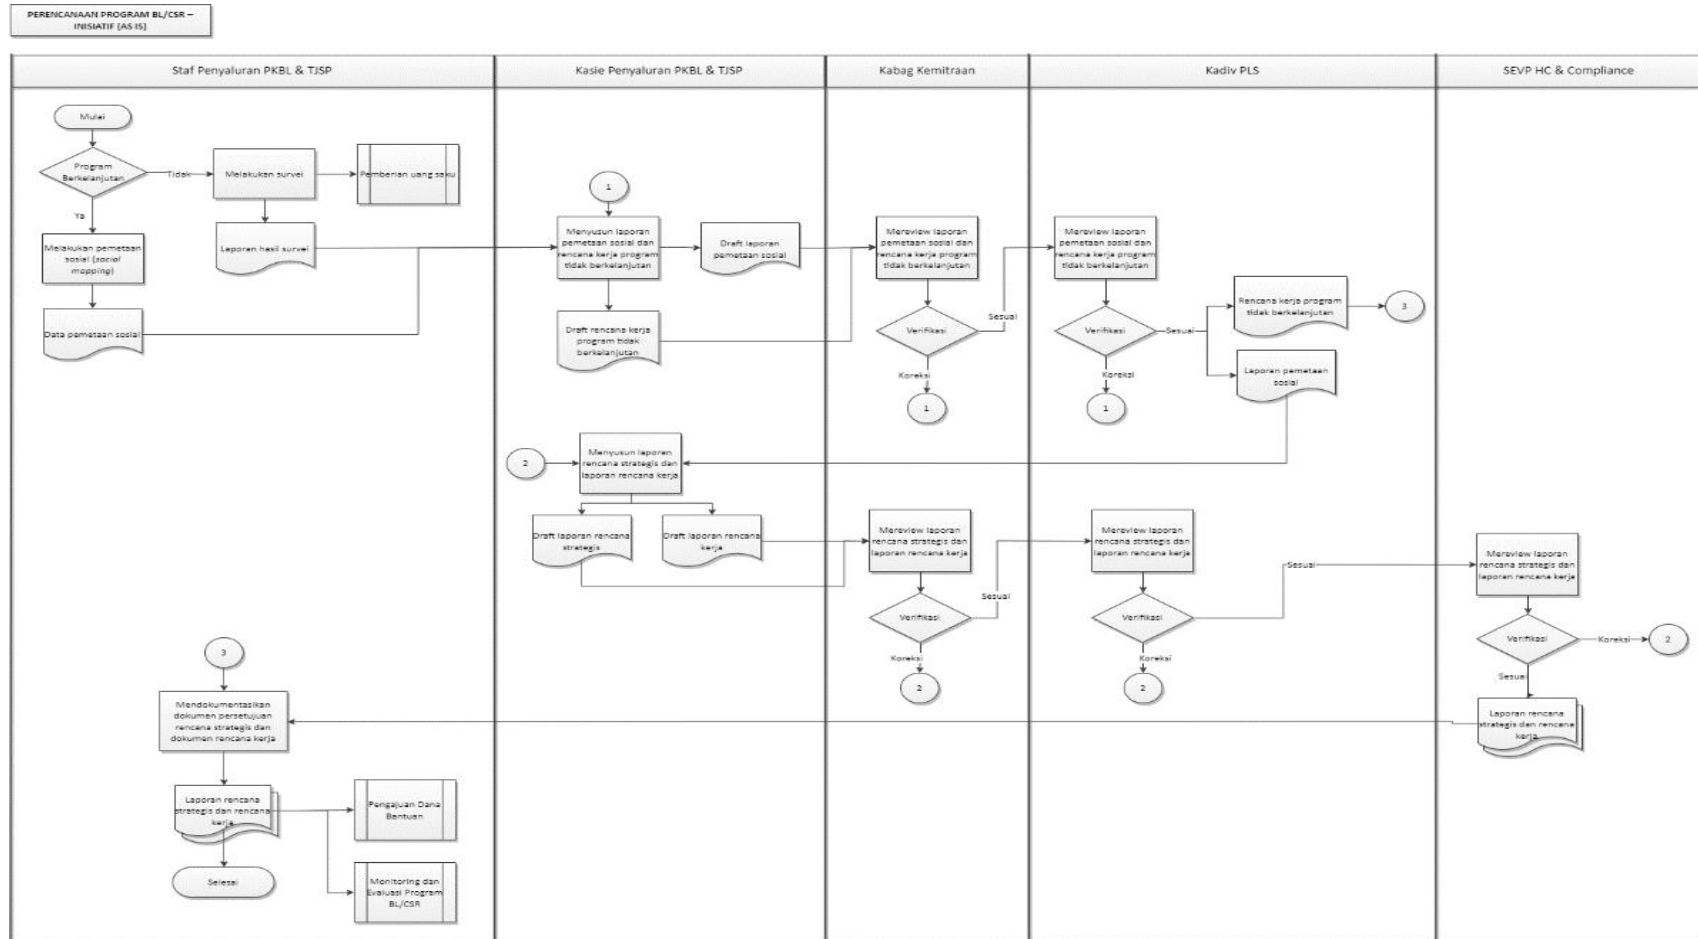 PERENCANAAN PROGRAM BL/CSR –
INISIATIF (AS IS)
Staf Penyaluran PKBL & TJSP
Kasie Penyaluran PKBL & TJSP
Kabag Kemitraan
Kadiv PLS
SEVP HC & Compliance
Mulai
Program
Berkelanjutan
Tidak
Melakukan survei
Pemberian uang saku
Ya
Melakukan pemetaan
sosial (social
mapping)
Laporan hasil survei
Data pemetaan sosial
1
Menyusun laporan
pemetaan sosial dan
rencana kerja program
tidak berkelanjutan
Draft laporan
pemetaan sosial
Draft rencana kerja
program tidak
berkelanjutan
Mereview laporan
pemetaan sosial dan
rencana kerja program
tidak berkelanjutan
Verifikasi
Sesuai
Koreksi
1
Mereview laporan
pemetaan sosial dan
rencana kerja program
tidak berkelanjutan
Verifikasi
Sesuai
Koreksi
1
Rencana kerja program
tidak berkelanjutan
3
Laporan pemetaan
sosial
2
Menyusun laporan
rencana strategis dan
laporan rencana kerja
Draft laporan rencana
strategis
Draft laporan rencana
kerja
Mereview laporan
rencana strategis dan
laporan rencana kerja
Verifikasi
Sesuai
Koreksi
2
Mereview laporan
rencana strategis dan
laporan rencana kerja
Verifikasi
Sesuai
Koreksi
2
Mereview laporan
rencana strategis dan
laporan rencana kerja
Verifikasi
Koreksi
2
Sesuai
Laporan rencana
strategis dan rencana
kerja
3
Mendokumentasikan
dokumen persetujuan
rencana strategis dan
dokumen rencana kerja
Laporan rencana
strategis dan rencana
kerja
Pengajuan Dana
Bantuan
Selesai
Monitoring dan
Evaluasi Program
BL/CSR